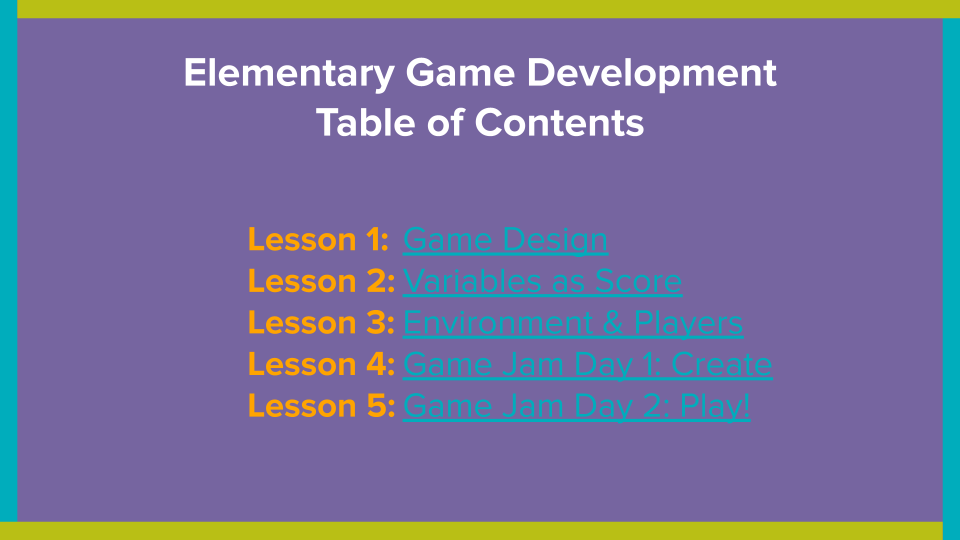 Elementary Game Development
Table of Contents
Lesson 1: Game Design
Lesson 2: Variables as Score
Lesson 3: Environment & Players
Lesson 4: Game Jam Day 1: Create
Lesson 5: Game Jam Day 2: Play!